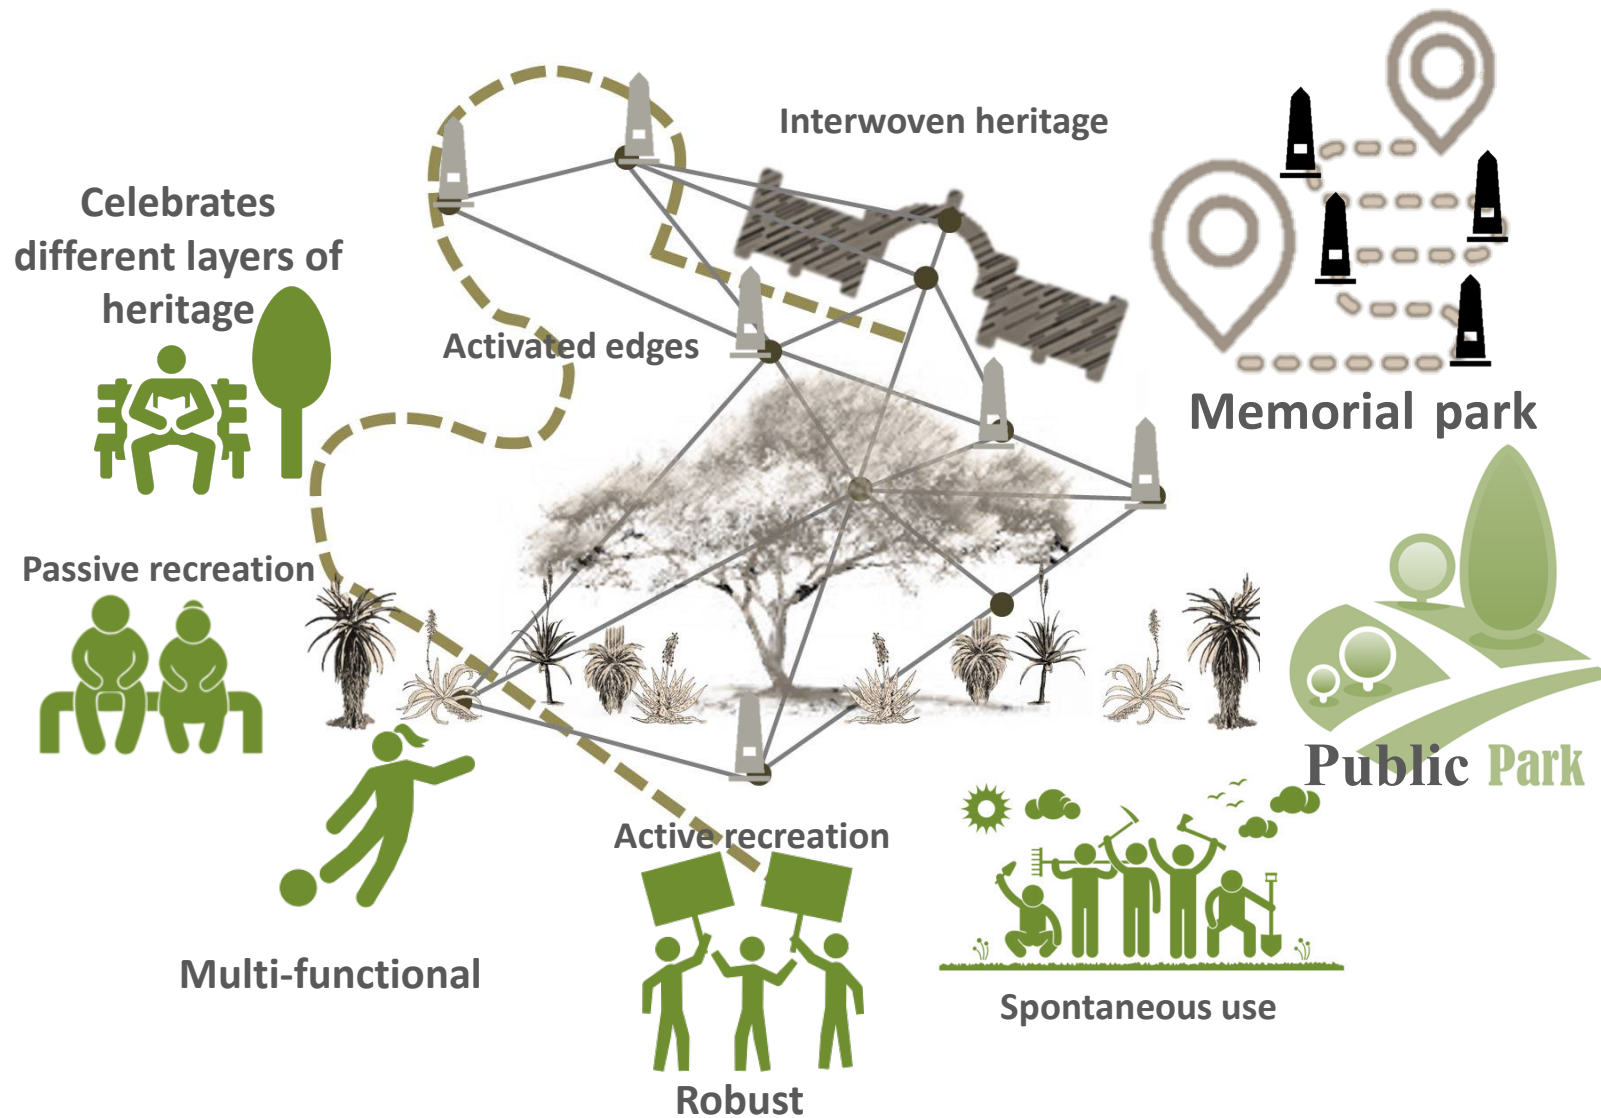 Interwoven heritage
Celebrates
different layers of
heritage
Activated edges
Memorial park
Passive recreation
Public Park
Active recreation
Multi-functional
Spontaneous use
Robust